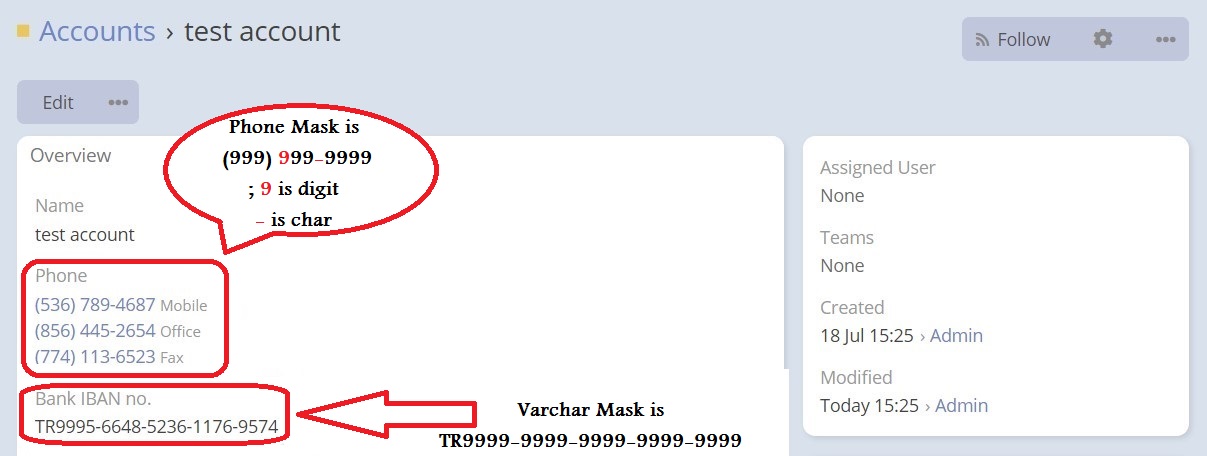 Accounts › test account
Follow
Edit
Overview
Phone Mask is
(999) 999-9999
; 9 is digit
- is char
Name
test account
Phone
(536) 789-4687 Mobile
(856) 445-2654 Office
(774) 113-6523 Fax
Bank IBAN no.
TR9995-6648-5236-1176-9574
Varchar Mask is
TR9999-9999-9999-9999-9999
Assigned User
None
Teams
None
Created
18 Jul 15:25 › Admin
Modified
Today 15:25 › Admin